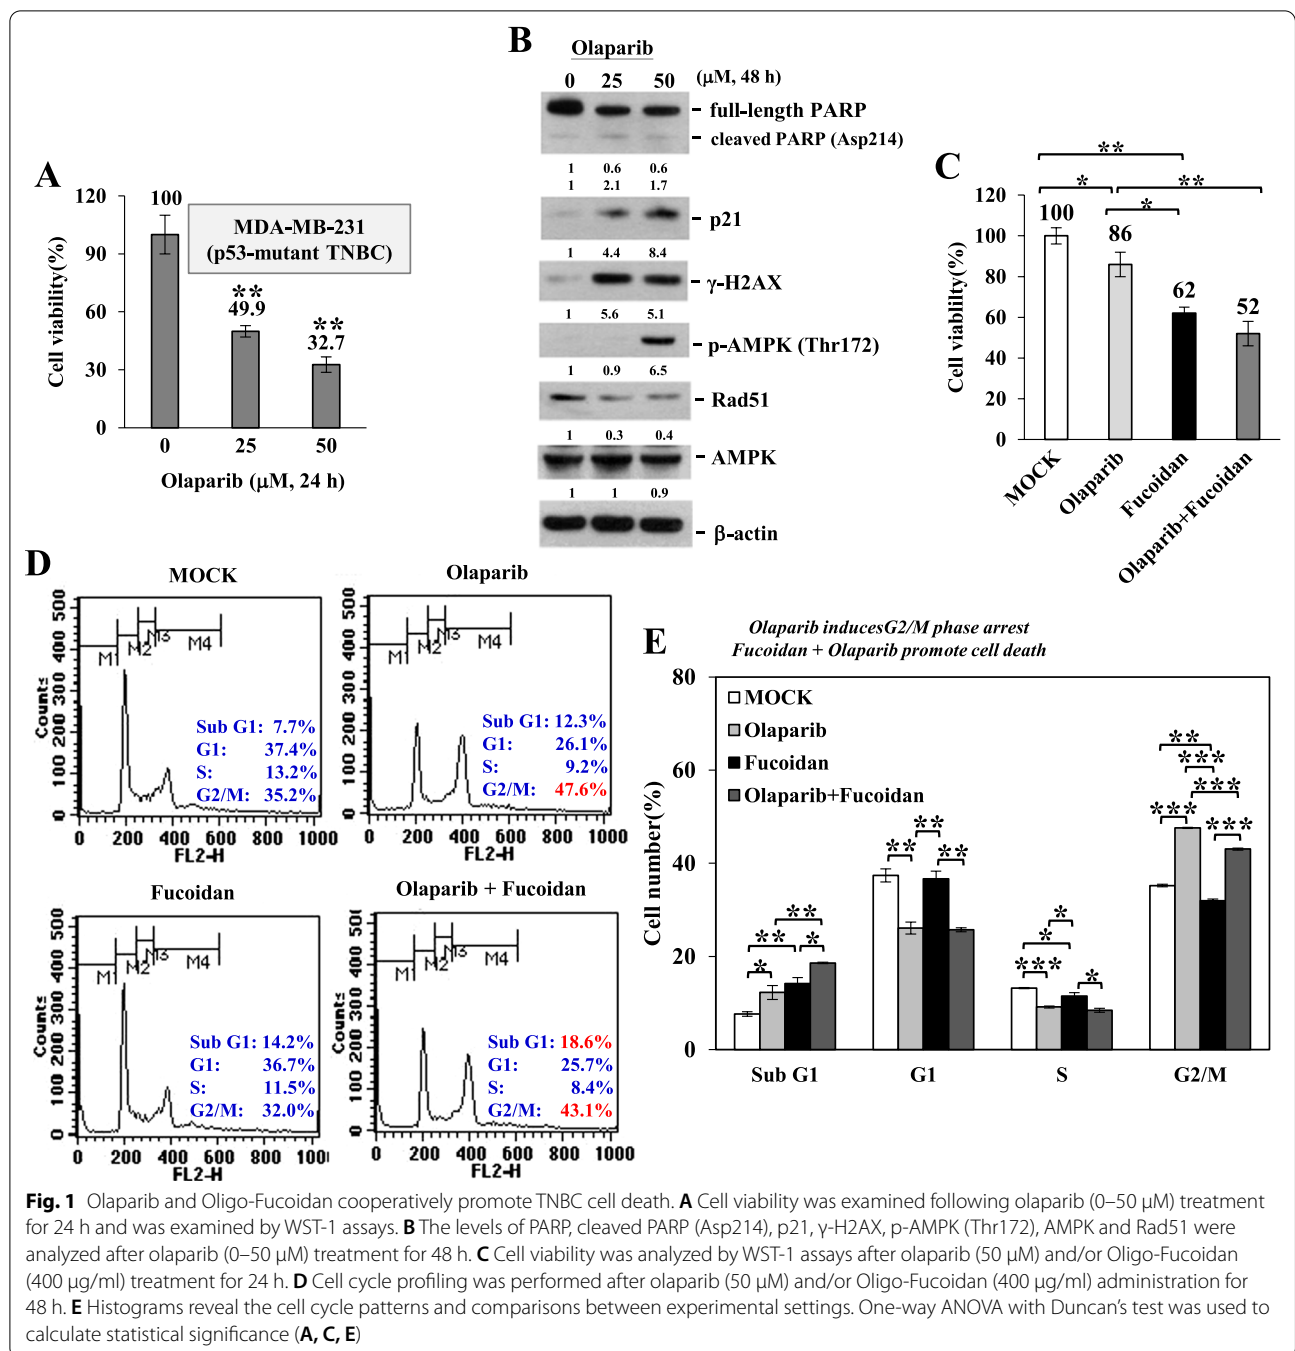 A
120
90
60
30
0
Cell viability(%)
100
MDA-MB-231
(p53-mutant TNBC)
**
49.9
**
32.7
0 25 50
Olaparib (μM, 24 h)
B
Olaparib
0 25 50 (μM, 48 h)
full-length PARP
cleaved PARP (Asp214)
1 0.6 0.6
1 2.1 1.7
p21
1 4.4 8.4
γ-H2AX
1 5.6 5.1
p-AMPK (Thr172)
1 0.9 6.5
Rad51
1 0.3 0.4
AMPK
1 1 0.9
β-actin
C
**
* **
*
120
100
80
60
40
20
0
Cell viablilty(%)
100
86
62
52
MOCK
Olaparib
Fucoidan
Olaparib+Fucoidan
D
MOCK
Counts
0 100 200 300 400 500
M1 M2 M3 M4
Sub G1: 7.7%
G1: 37.4%
S: 13.2%
G2/M: 35.2%
0 200 400 600 800 1000
FL2-H
Olaparib
0 100 200 300 400 500
M1 M2 M3 M4
Sub G1: 12.3%
G1: 26.1%
S: 9.2%
G2/M: 47.6%
0 200 400 600 800 1000
FL2-H
Fucoidan
Counts
0 100 200 300 400 500
M1 M2 M3 M4
Sub G1: 14.2%
G1: 36.7%
S: 11.5%
G2/M: 32.0%
0 200 400 600 800 1000
FL2-H
Olaparib + Fucoidan
Counts
0 100 200 300 400 500
M1 M2 M3 M4
Sub G1: 18.6%
G1: 25.7%
S: 8.4%
G2/M: 43.1%
0 200 400 600 800 1000
FL2-H
E
Olaparib inducesG2/M phase arrest
Fucoidan + Olaparib promote cell death
80
60
40
20
0
Cell number(%)
MOCK
Olaparib
Fucoidan
Olaparib+Fucoidan
**
** *
*
**
** **
*
*
*** *
**
***
*** ***
***
Sub G1 G1 S G2/M
Fig. 1 Olaparib and Oligo-Fucoidan cooperatively promote TNBC cell death. A Cell viability was examined following olaparib (0–50 μM) treatment
for 24 h and was examined by WST-1 assays. B The levels of PARP, cleaved PARP (Asp214), p21, γ-H2AX, p-AMPK (Thr172), AMPK and Rad51 were
analyzed after olaparib (0–50 μM) treatment for 48 h. C Cell viability was analyzed by WST-1 assays after olaparib (50 μM) and/or Oligo-Fucoidan
(400 μg/ml) treatment for 24 h. D Cell cycle profiling was performed after olaparib (50 μM) and/or Oligo-Fucoidan (400 μg/ml) administration for
48 h. E Histograms reveal the cell cycle patterns and comparisons between experimental settings. One-way ANOVA with Duncan's test was used to
calculate statistical significance (A, C, E)